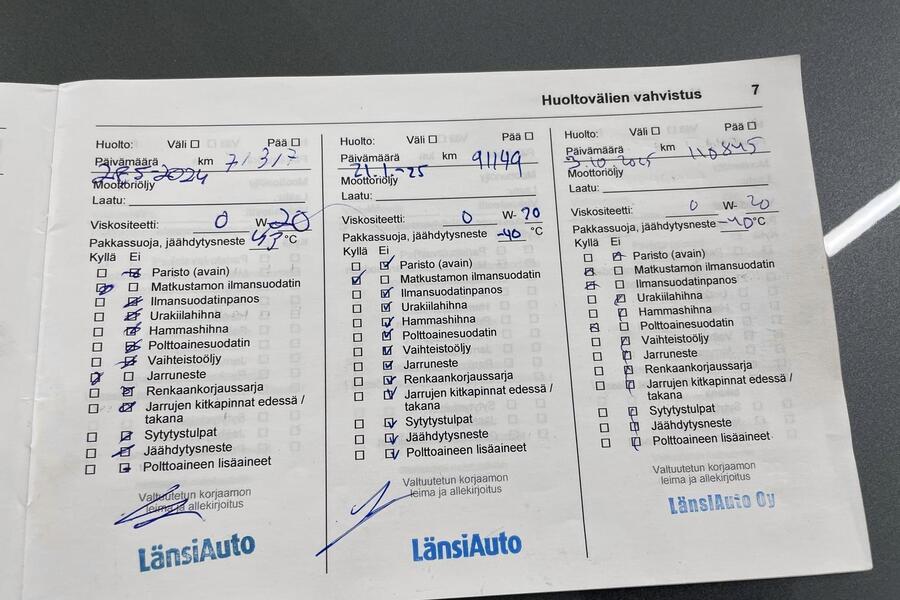 Huoltovälien vahvistus 7
Huolto: Väli ☐ Pää ☐
Päivämäärä 28.5-2024 km 71317
Moottoriöljy
Laatu:
Viskositeetti: 0 W-20
Pakkassuoja, jäähdytysneste °C
Kyllä Ei
Paristo (avain)
Matkustamon ilmansuodatin
Ilmansuodatinpanos
Urakiilahihna
Hammashihna
Polttoainesuodatin
Vaihteistoöljy
Jarruneste
Renkaankorjaussarja
Jarrujen kitkapinnat edessä /
takana
Sytytystulpat
Jäähdytysneste
Polttoaineen lisäaineet
Valtuutetun korjaamon
leima ja allekirjoitus
LänsiAuto
Huolto: Väli ☐ Pää ☐
Päivämäärä 21.1.-25 km 91149
Moottoriöljy
Laatu:
Viskositeetti: 0 W-20
Pakkassuoja, jäähdytysneste -40 °C
Kyllä Ei
Paristo (avain)
Matkustamon ilmansuodatin
Ilmansuodatinpanos
Urakiilahihna
Hammashihna
Polttoainesuodatin
Vaihteistoöljy
Jarruneste
Renkaankorjaussarja
Jarrujen kitkapinnat edessä /
takana
Sytytystulpat
Jäähdytysneste
Polttoaineen lisäaineet
Valtuutetun korjaamon
leima ja allekirjoitus
LänsiAuto
Huolto: Väli ☐ Pää ☐
Päivämäärä 3.10.2025 km 110845
Moottoriöljy
Laatu:
Viskositeetti: 0 W-20
Pakkassuoja, jäähdytysneste -40 °C
Kyllä Ei
Paristo (avain)
Matkustamon ilmansuodatin
Ilmansuodatinpanos
Urakiilahihna
Hammashihna
Polttoainesuodatin
Vaihteistoöljy
Jarruneste
Renkaankorjaussarja
Jarrujen kitkapinnat edessä /
takana
Sytytystulpat
Jäähdytysneste
Polttoaineen lisäaineet
Valtuutetun korjaamon
leima ja allekirjoitus
LänsiAuto Oy